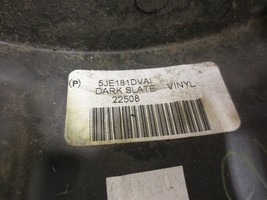 (P) 5JE181DVAI
DARK SLATE VINYL
22508